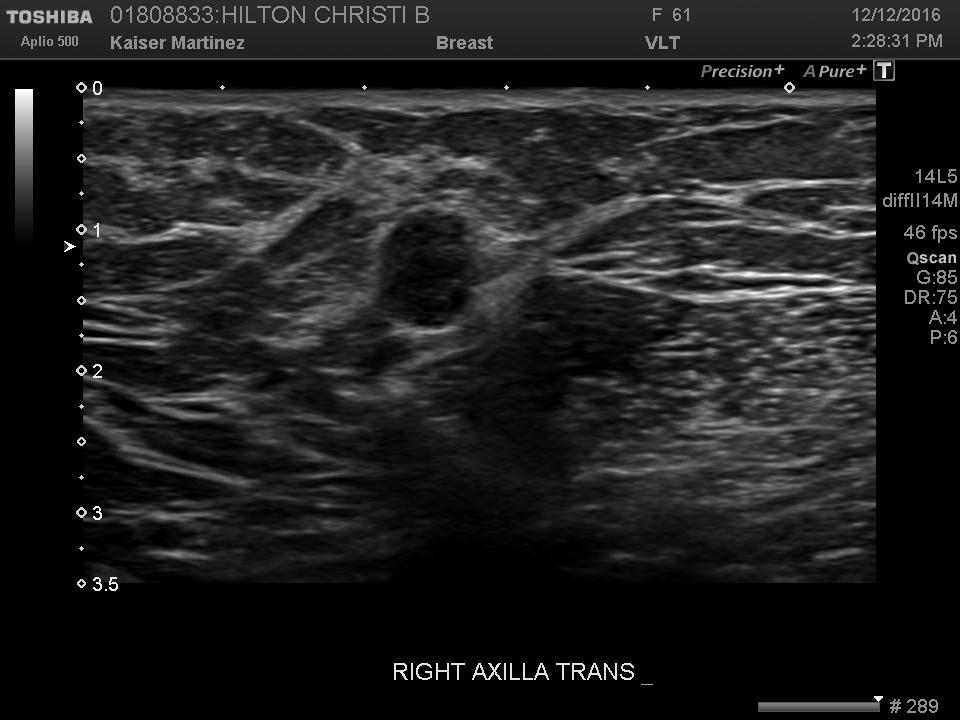 TOSHIBA 01808833:HILTON CHRISTI B F 61 12/12/2016
Aplio 500 Kaiser Martinez Breast VLT 2:28:31 PM
Precision+ A Pure+ T
0
1
2
3
3.5
14L5
diffII14M
46 fps
Qscan
G:85
DR:75
A:4
P:6
RIGHT AXILLA TRANS _
# 289